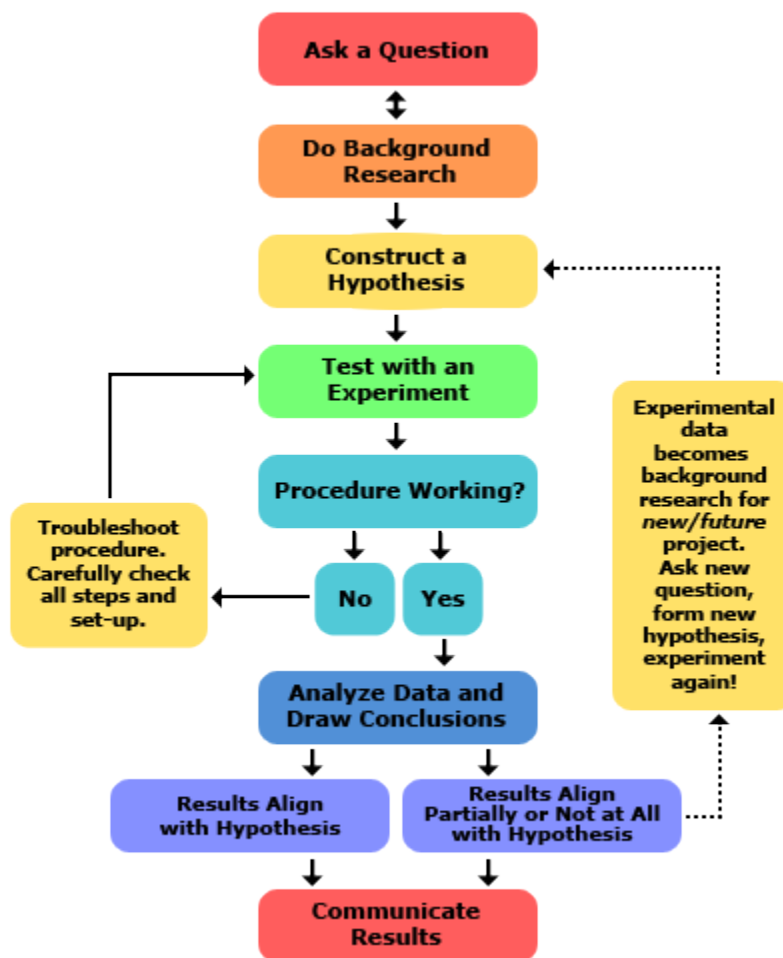 Ask a Question
Do Background
Research
Construct a
Hypothesis
Test with an
Experiment
Procedure Working?
Troubleshoot
procedure.
Carefully check
all steps and
set-up.
No
Yes
Experimental
data
becomes
background
research for
new/future
project.
Ask new
question,
form new
hypothesis,
experiment
again!
Analyze Data and
Draw Conclusions
Results Align
with Hypothesis
Results Align
Partially or Not at All
with Hypothesis
Communicate
Results